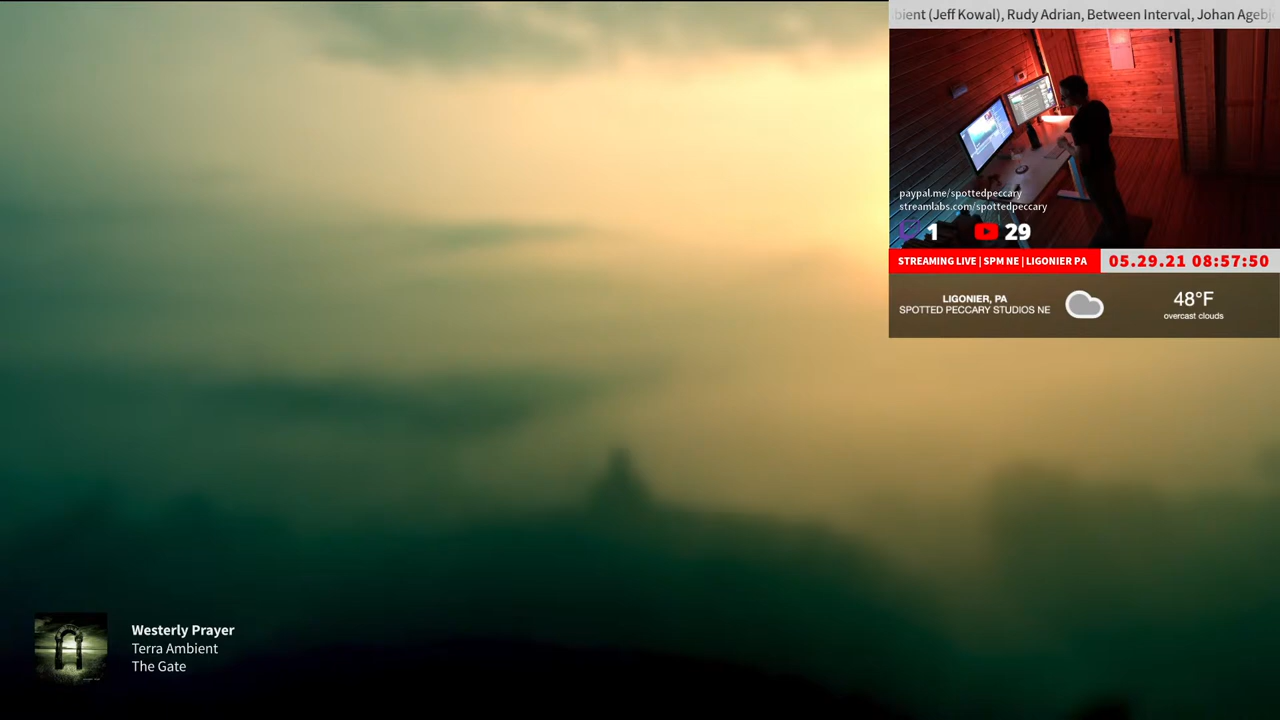 bient (Jeff Kowal), Rudy Adrian, Between Interval, Johan Agebj
paypal.me/spottedpeccary
streamlabs.com/spottedpeccary
1 29
STREAMING LIVE | SPM NE | LIGONIER PA 05.29.21 08:57:50
LIGONIER, PA
SPOTTED PECCARY STUDIOS NE
48°F
overcast clouds
Westerly Prayer
Terra Ambient
The Gate